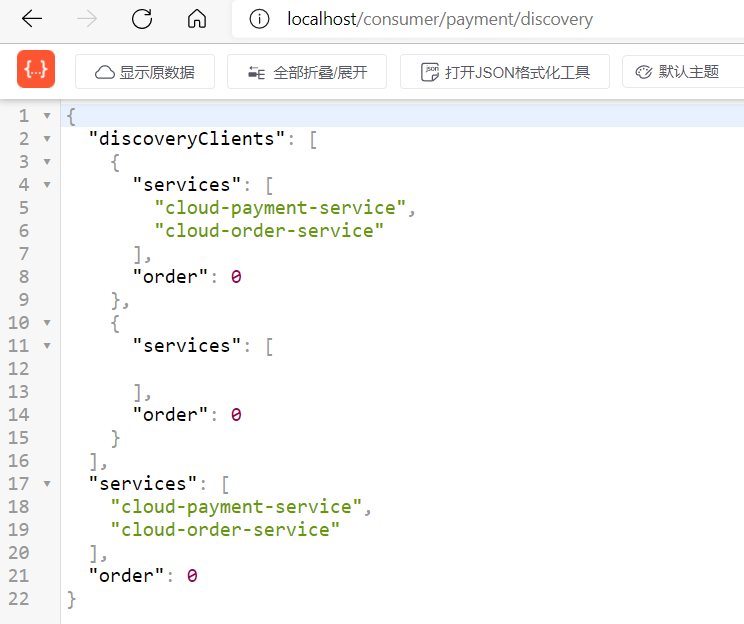 localhost/consumer/payment/discovery
{...} 显示原数据 全部折叠/展开 json 打开JSON格式化工具 默认主题
1 {
2 "discoveryClients": [
3 {
4 "services": [
5 "cloud-payment-service",
6 "cloud-order-service"
7 ],
8 "order": 0
9 },
10 {
11 "services": [
12
13 ],
14 "order": 0
15 }
16 ],
17 "services": [
18 "cloud-payment-service",
19 "cloud-order-service"
20 ],
21 "order": 0
22 }